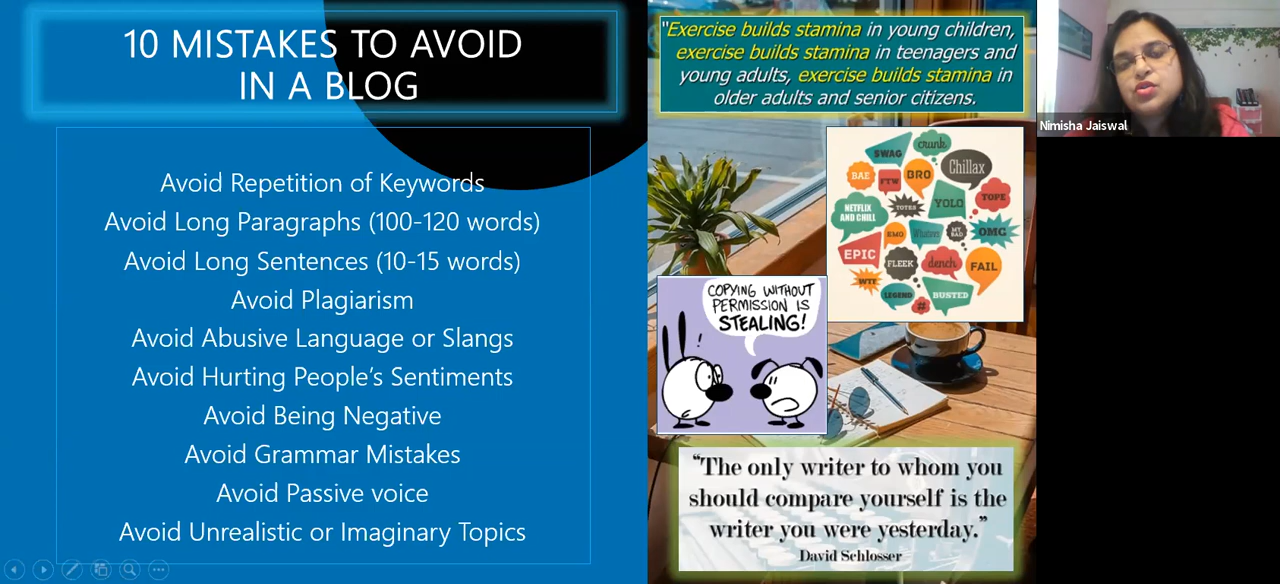 10 MISTAKES TO AVOID
IN A BLOG
Avoid Repetition of Keywords
Avoid Long Paragraphs (100-120 words)
Avoid Long Sentences (10-15 words)
Avoid Plagiarism
Avoid Abusive Language or Slangs
Avoid Hurting People's Sentiments
Avoid Being Negative
Avoid Grammar Mistakes
Avoid Passive voice
Avoid Unrealistic or Imaginary Topics
"Exercise builds stamina in young children,
exercise builds stamina in teenagers and
young adults, exercise builds stamina in
older adults and senior citizens.
SWAG
crunk
Chillax
BAE
FTW
BRO
NETFLIX
AND CHILL
TOTES
YOLO
TOPE
EMO
Whatever
MY
BAD
OMG
EPIC
FLEEK
dench
FAIL
WTF
LEGEND
#
BUSTED
COPYING WITHOUT
PERMISSION IS
STEALING!
!
"The only writer to whom you
should compare yourself is the
writer you were yesterday."
David Schlosser
Nimisha Jaiswal